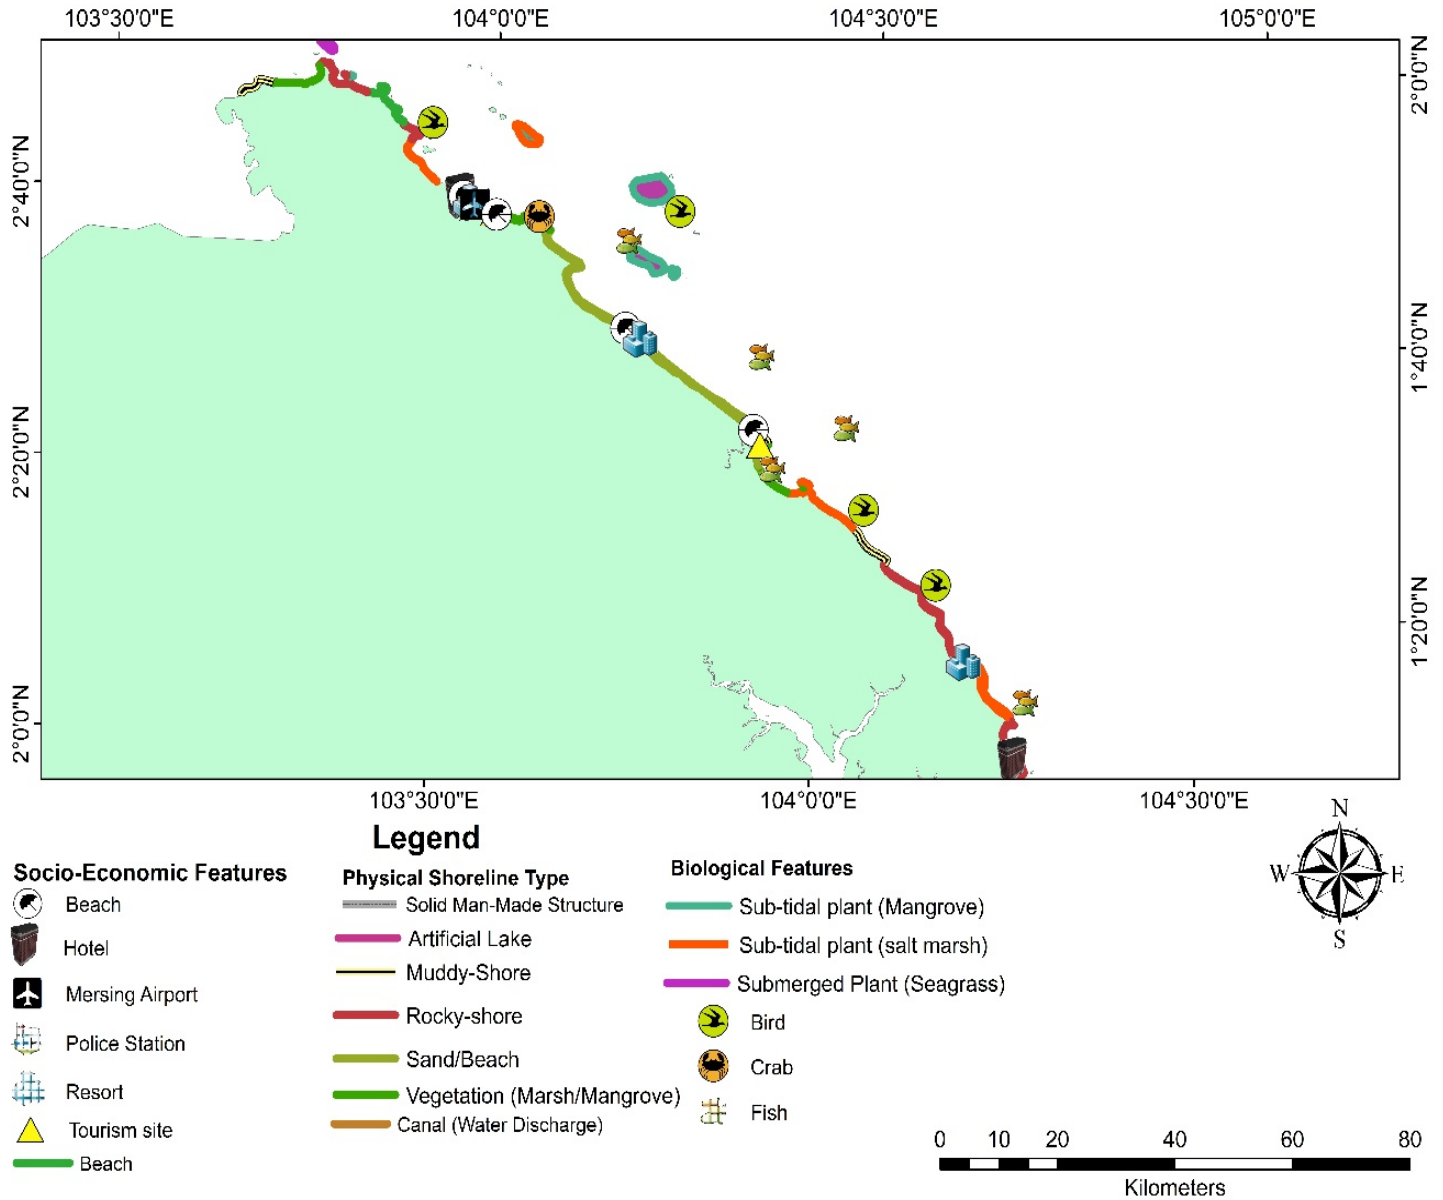 103°30'0"E 104°0'0"E 104°30'0"E 105°0'0"E
2°0'0"N
2°40'0"N
1°40'0"N
2°20'0"N
1°20'0"N
2°0'0"N
103°30'0"E 104°0'0"E 104°30'0"E
Legend
Socio-Economic Features
Beach
Hotel
Mersing Airport
Police Station
Resort
Tourism site
Beach
Physical Shoreline Type
Solid Man-Made Structure
Artificial Lake
Muddy-Shore
Rocky-shore
Sand/Beach
Vegetation (Marsh/Mangrove)
Canal (Water Discharge)
Biological Features
Sub-tidal plant (Mangrove)
Sub-tidal plant (salt marsh)
Submerged Plant (Seagrass)
Bird
Crab
Fish
N
W E
S
0 10 20 40 60 80
Kilometers